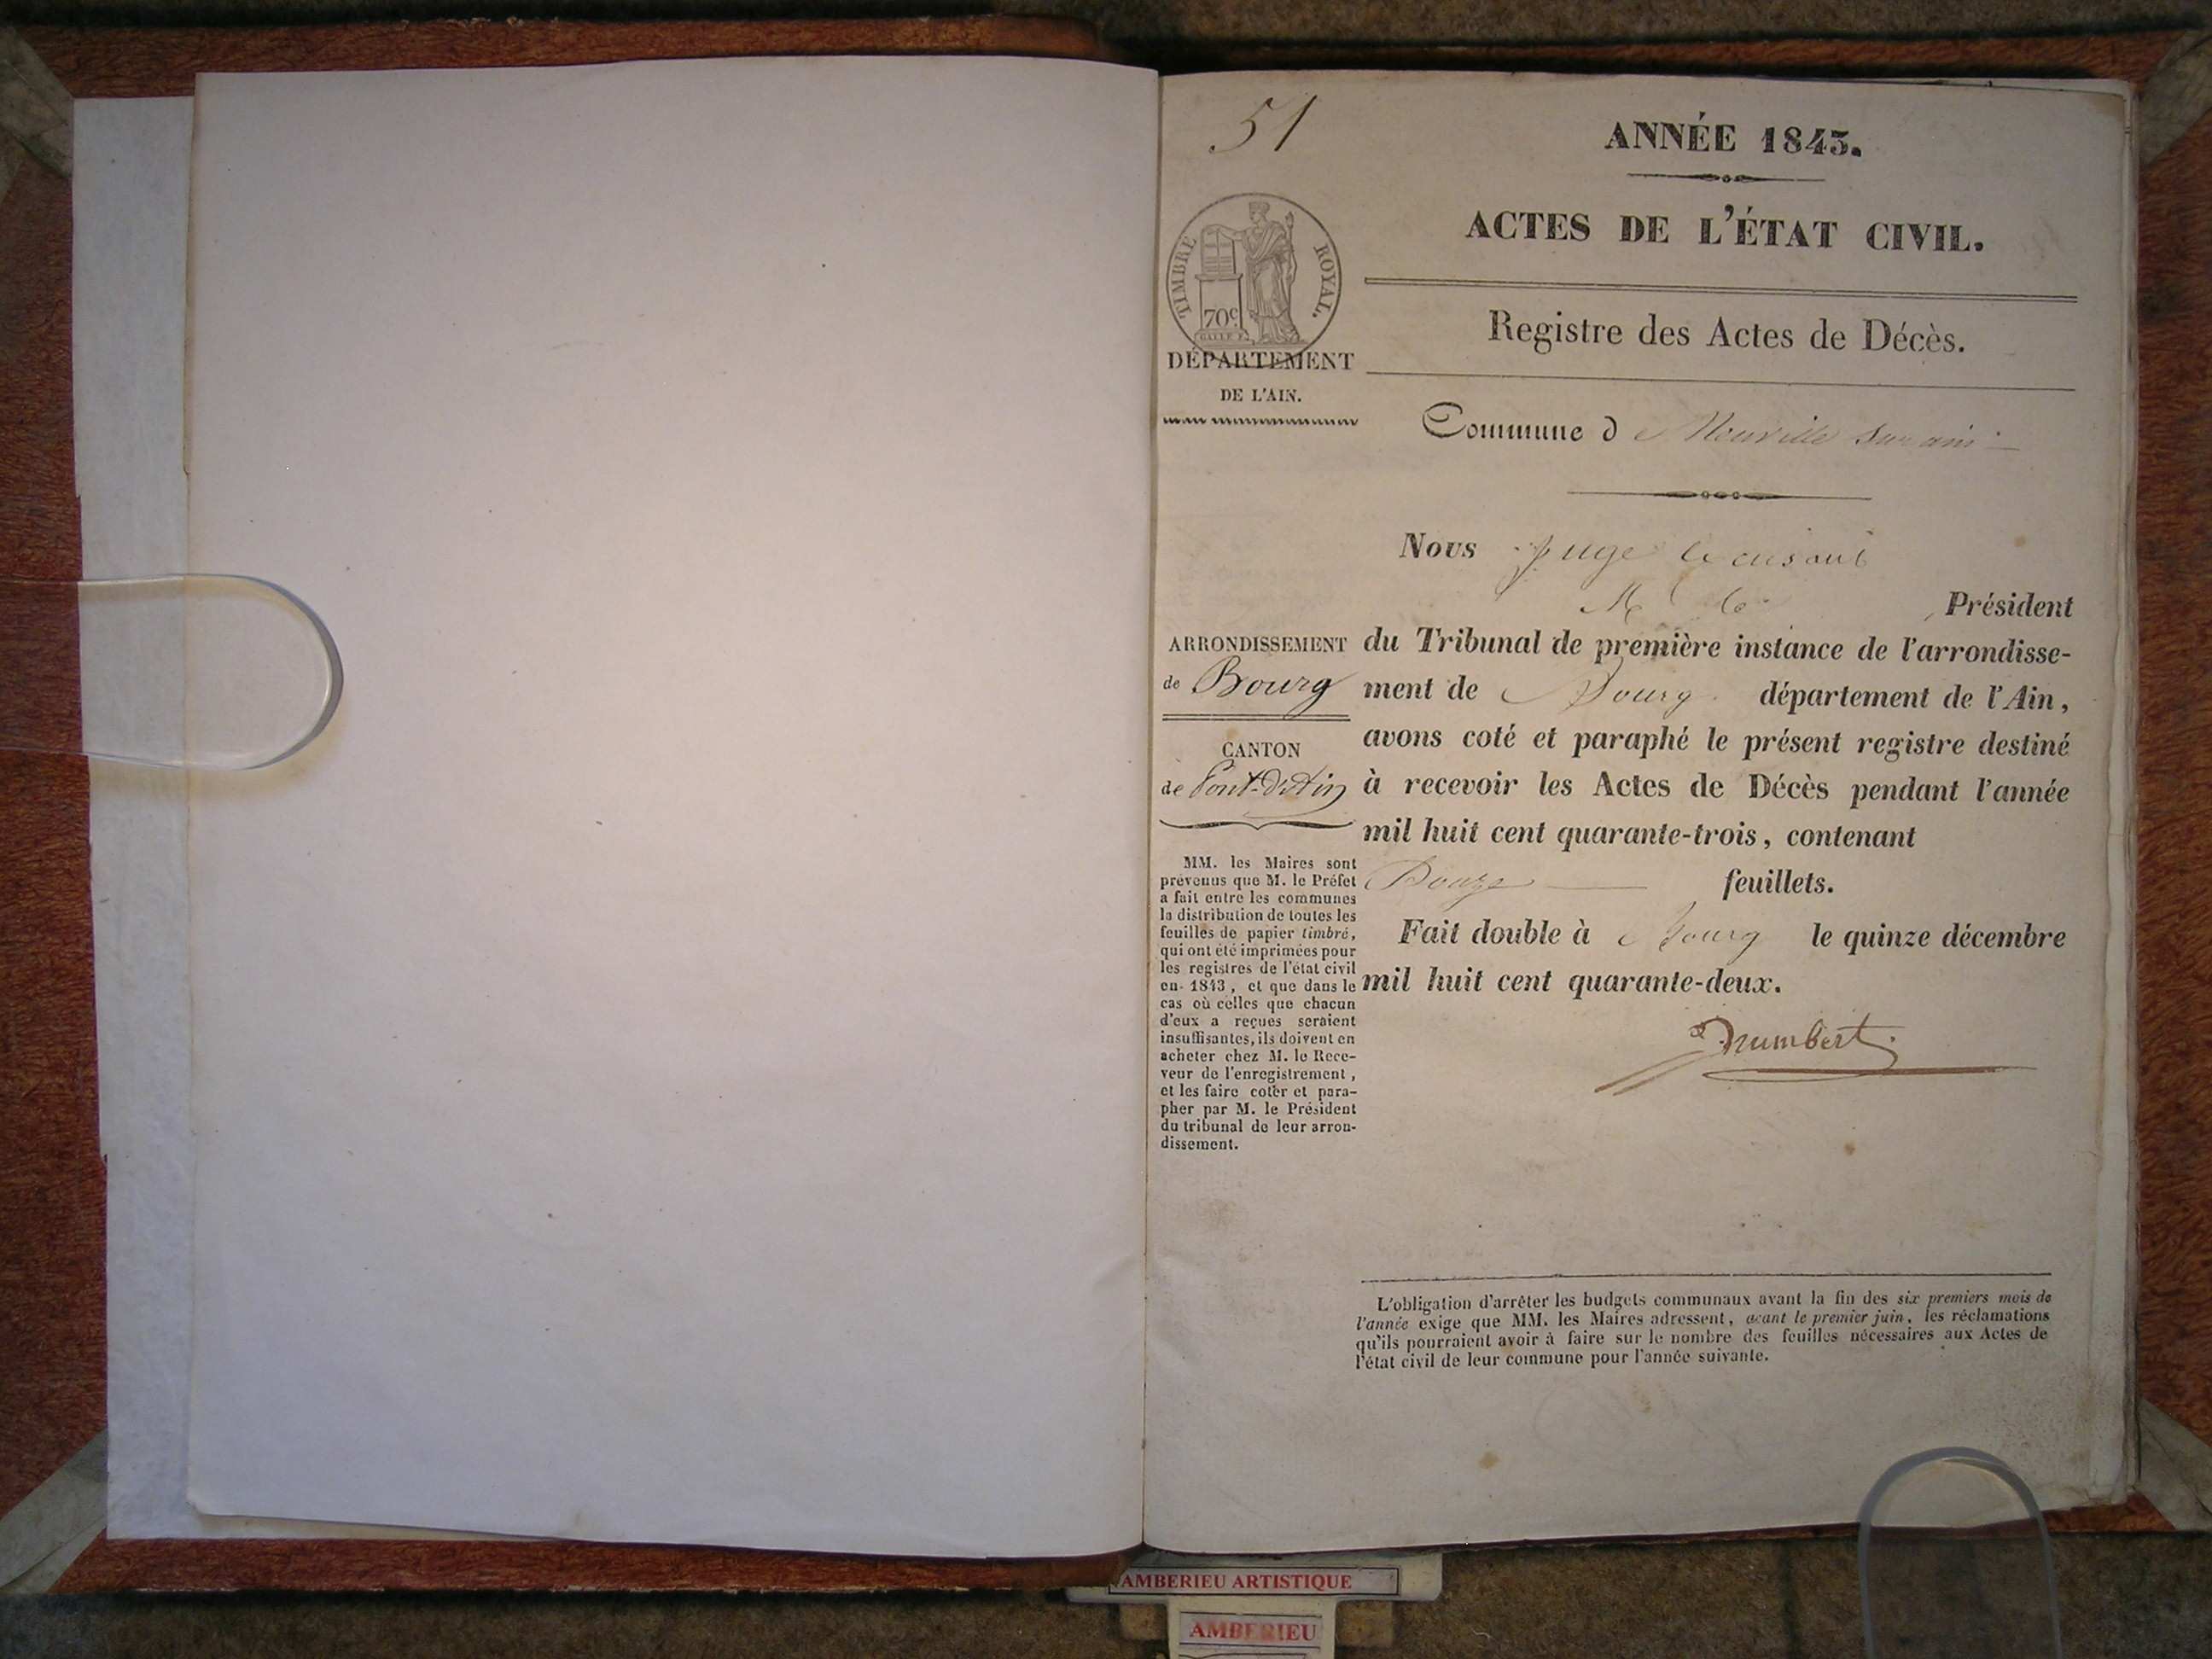 51
ANNÉE 1843.
ACTES DE L'ÉTAT CIVIL.
Registre des Actes de Décès.
TIMBRE ROYAL.
70c
DÉPARTEMENT
DE L'AIN.
Commune de Neuville sur ain
Nous juge
M le Président
ARRONDISSEMENT
de Bourg
CANTON
de Pont-d'Ain
du Tribunal de première instance de l'arrondisse-
ment de Bourg département de l'Ain,
avons coté et paraphé le présent registre destiné
à recevoir les Actes de Décès pendant l'année
mil huit cent quarante-trois, contenant
Douze feuillets.
Fait double à Bourg le quinze décembre
mil huit cent quarante-deux.
MM. les Maires sont
prévenus que M. le Préfet
a fait entre les communes
la distribution de toutes les
feuilles de papier timbré,
qui ont été imprimées pour
les registres de l'état civil
en 1843, et que dans le
cas où celles que chacun
d'eux a reçues seraient
insuffisantes, ils doivent en
acheter chez M. le Rece-
veur de l'enregistrement,
et les faire coter et para-
pher par M. le Président
du tribunal de leur arron-
dissement.
L'obligation d'arrêter les budgets communaux avant la fin des six premiers mois de
l'année exige que MM. les Maires adressent, avant le premier juin, les réclamations
qu'ils pourraient avoir à faire sur le nombre des feuilles nécessaires aux Actes de
l'état civil de leur commune pour l'année suivante.
AMBERIEU ARTISTIQUE
AMBERIEU